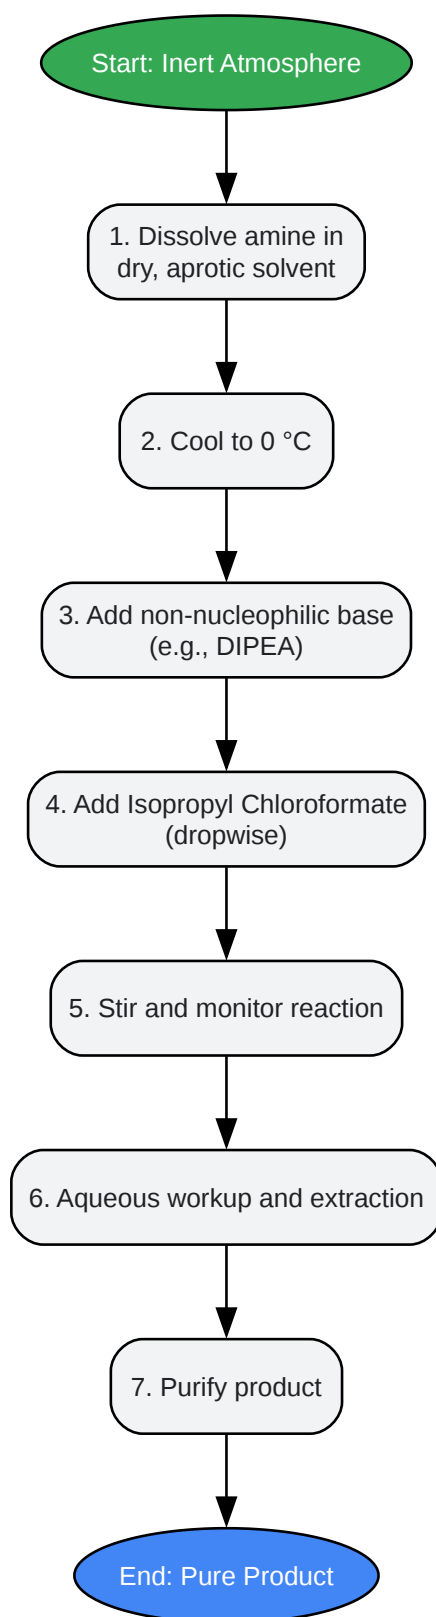 Start: Inert Atmosphere
1. Dissolve amine in
dry, aprotic solvent
2. Cool to 0 °C
3. Add non-nucleophilic base
(e.g., DIPEA)
4. Add Isopropyl Chloroformate
(dropwise)
5. Stir and monitor reaction
6. Aqueous workup and extraction
7. Purify product
End: Pure Product